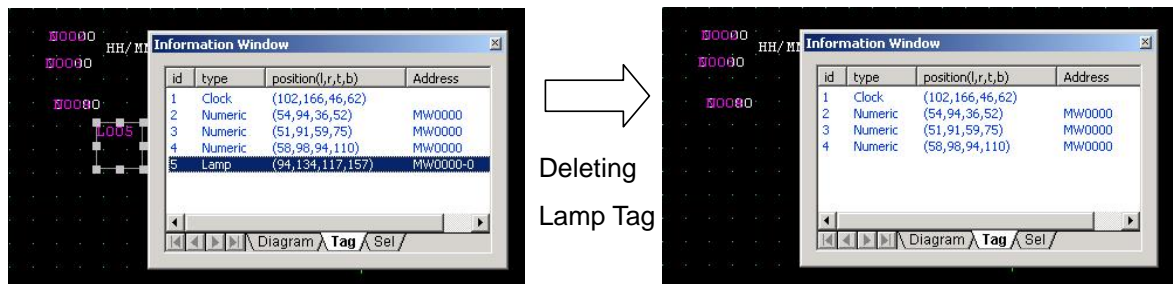 N0000
HH/MM
N0000
N0080
L005
Information Window
id type position(l,r,t,b) Address
1 Clock (102,166,46,62)
2 Numeric (54,94,36,52) MW0000
3 Numeric (51,91,59,75) MW0000
4 Numeric (58,98,94,110) MW0000
5 Lamp (94,134,117,157) MW0000-0
Diagram Tag Sel
Deleting
Lamp Tag
HH/MM
Information Window
id type position(l,r,t,b) Address
1 Clock (102,166,46,62)
2 Numeric (54,94,36,52) MW0000
3 Numeric (51,91,59,75) MW0000
4 Numeric (58,98,94,110) MW0000
Diagram Tag Sel